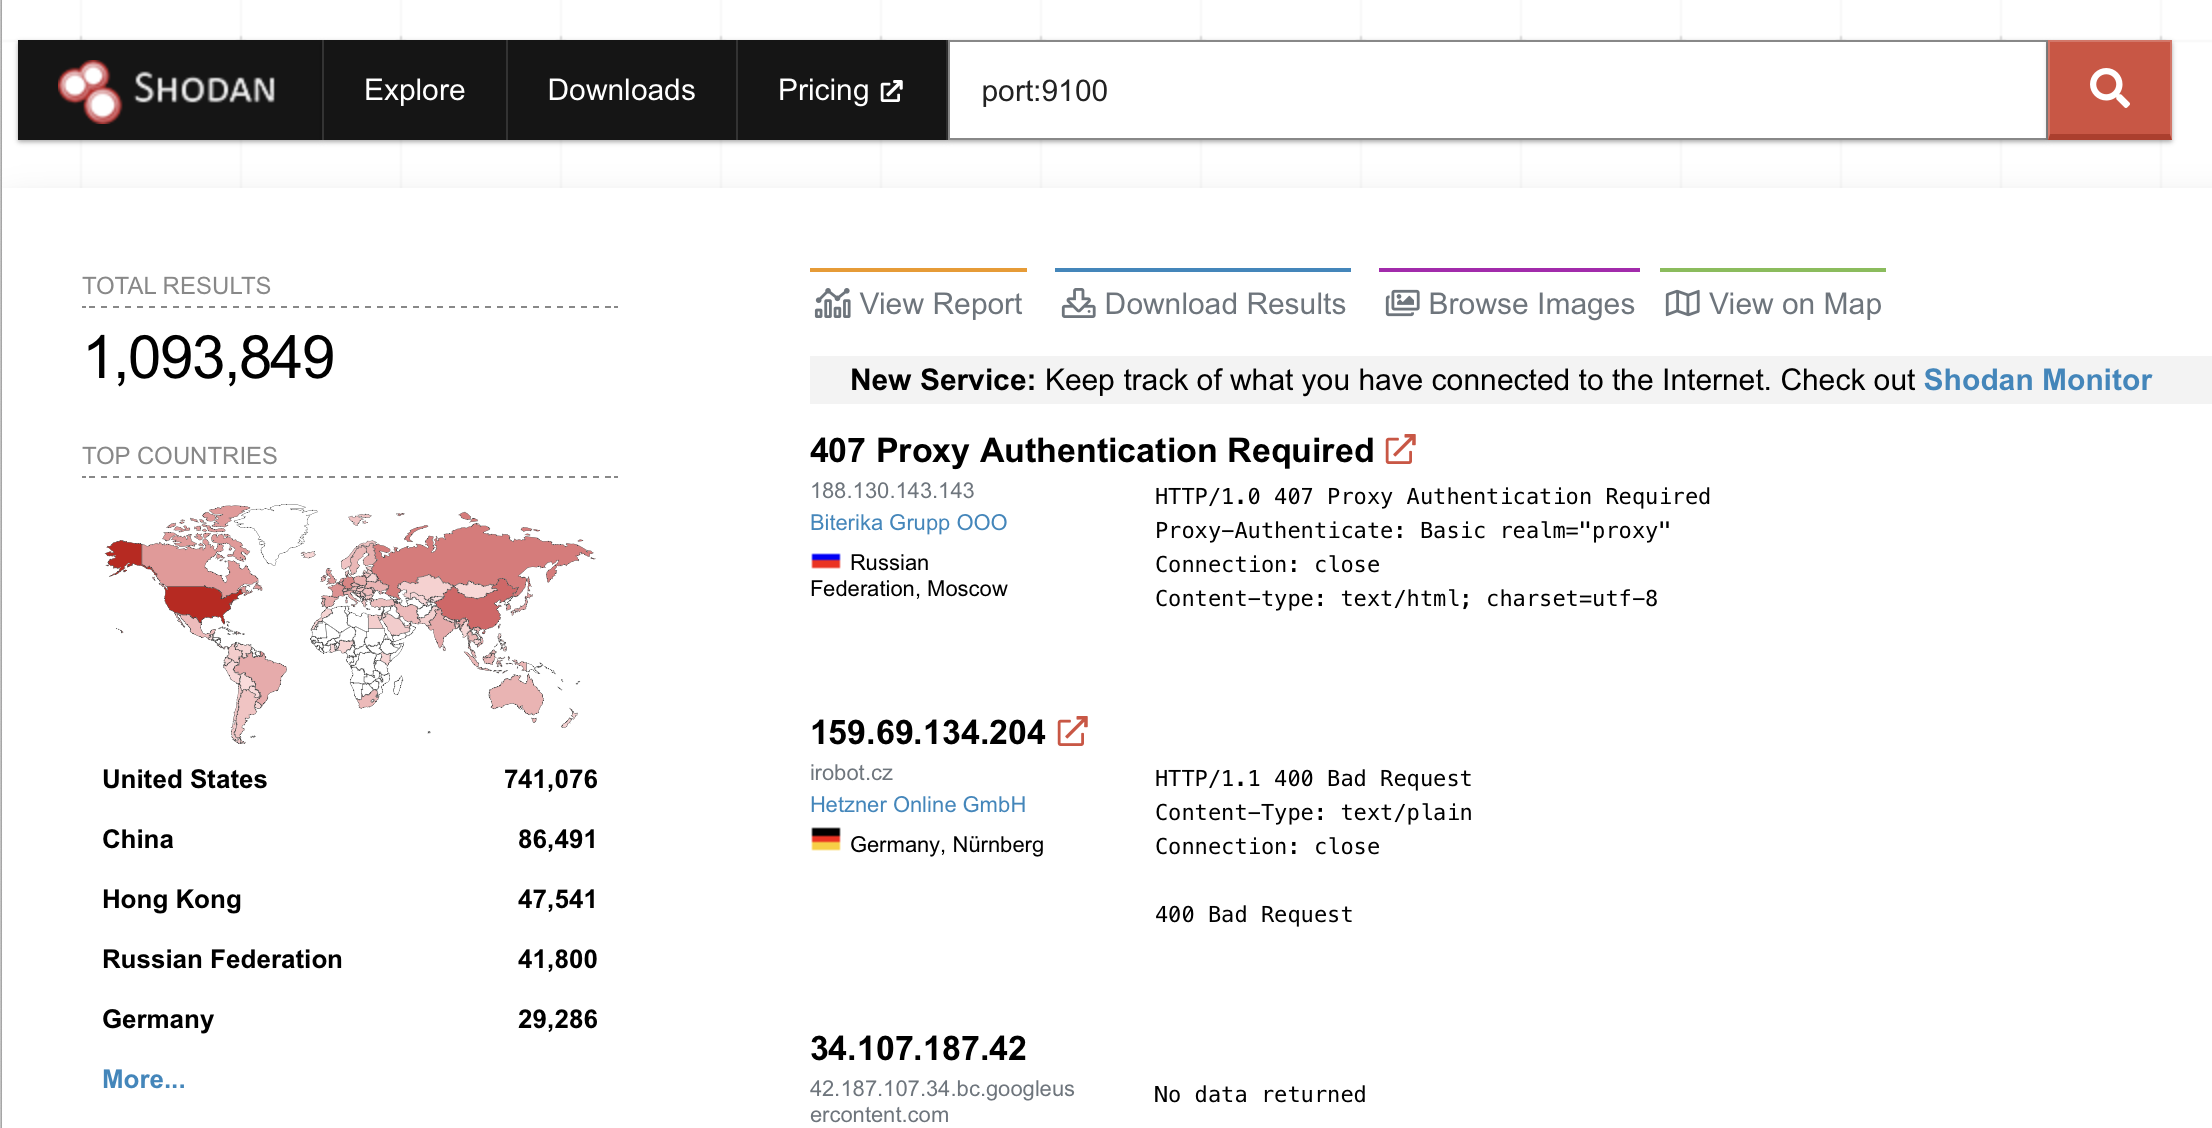 SHODAN
Explore
Downloads
Pricing
port:9100
TOTAL RESULTS
1,093,849
TOP COUNTRIES
United States 741,076
China 86,491
Hong Kong 47,541
Russian Federation 41,800
Germany 29,286
More...
View Report
Download Results
Browse Images
View on Map
New Service: Keep track of what you have connected to the Internet. Check out Shodan Monitor
407 Proxy Authentication Required
188.130.143.143
Biterika Grupp OOO
Russian
Federation, Moscow
HTTP/1.0 407 Proxy Authentication Required
Proxy-Authenticate: Basic realm="proxy"
Connection: close
Content-type: text/html; charset=utf-8
159.69.134.204
irobot.cz
Hetzner Online GmbH
Germany, Nürnberg
HTTP/1.1 400 Bad Request
Content-Type: text/plain
Connection: close
400 Bad Request
34.107.187.42
42.187.107.34.bc.googleus
ercontent.com
No data returned